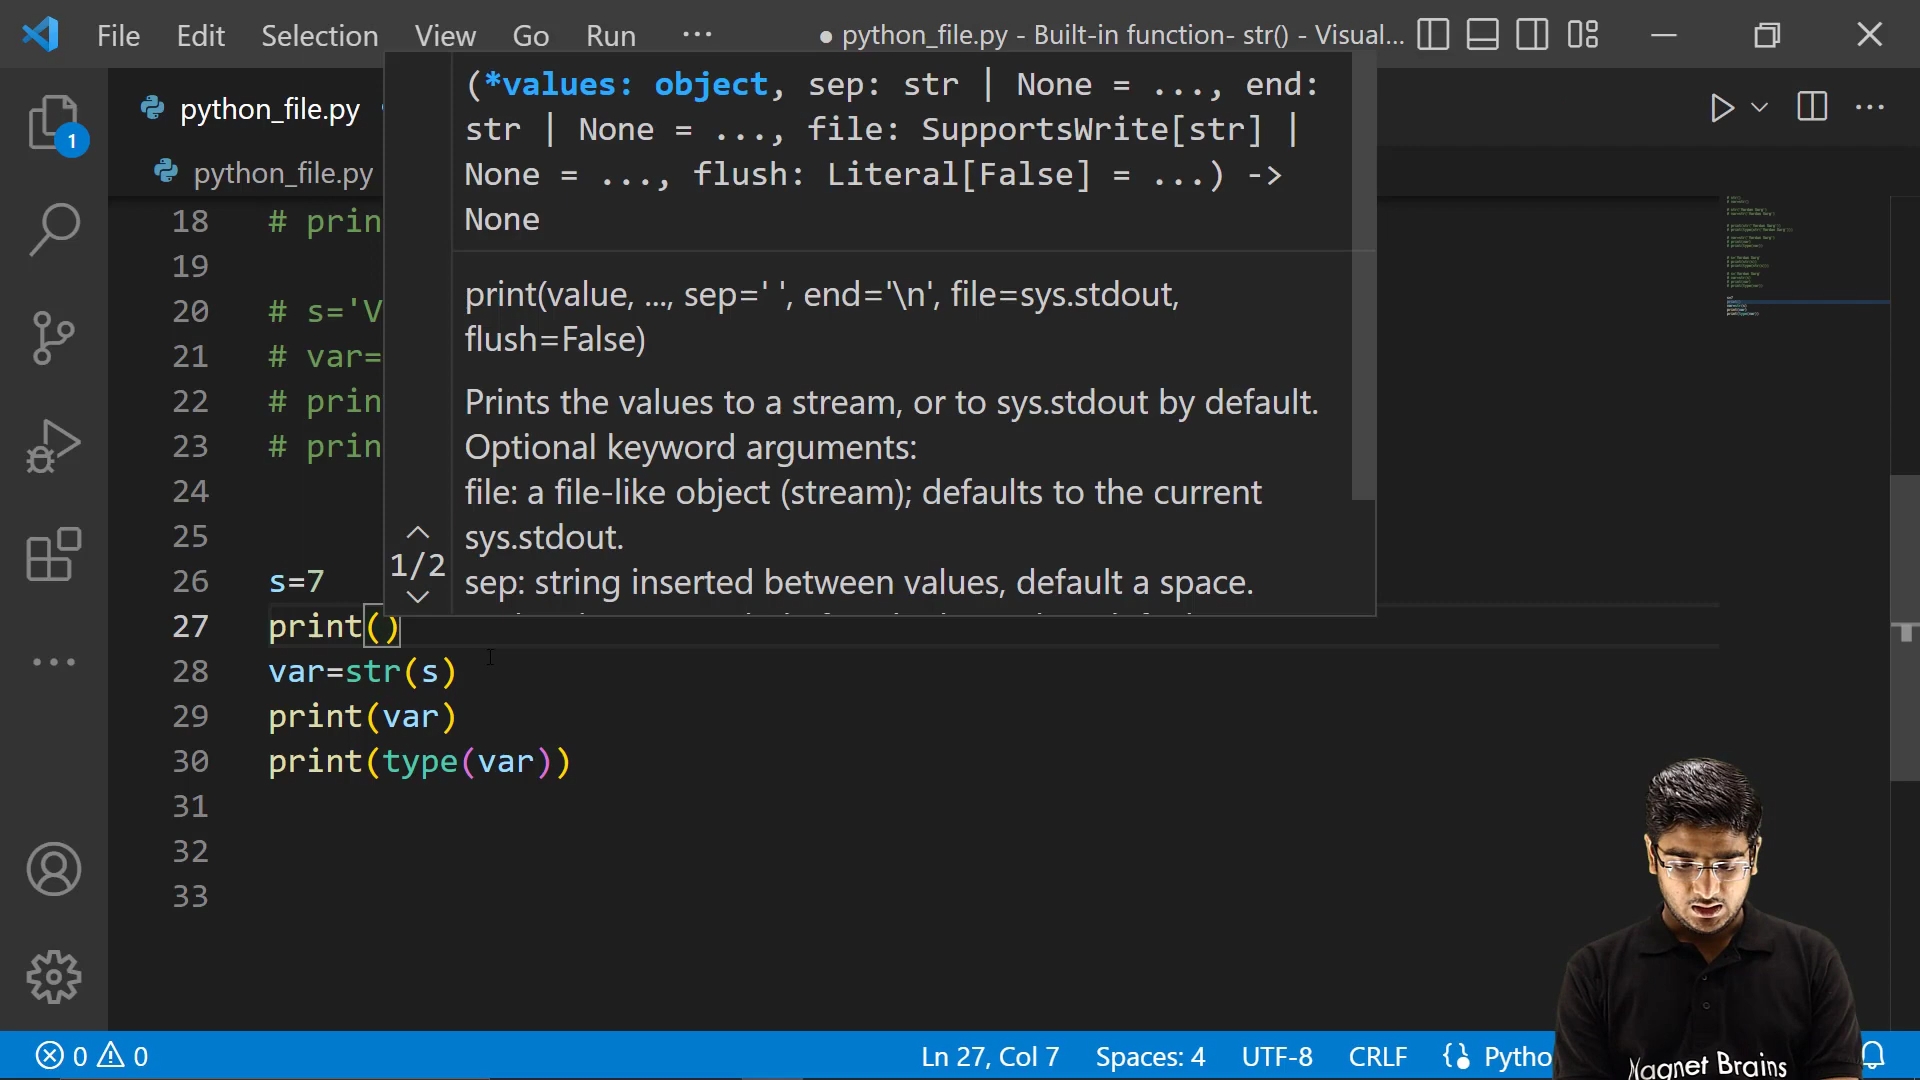 File Edit Selection View Go Run ... ● python_file.py - Built-in function- str() - Visual...
python_file.py
(*values: object, sep: str | None = ..., end:
str | None = ..., file: SupportsWrite[str] |
None = ..., flush: Literal[False] = ...) ->
None
python_file.py
print(value, ..., sep=' ', end='\n', file=sys.stdout,
flush=False)
Prints the values to a stream, or to sys.stdout by default.
Optional keyword arguments:
file: a file-like object (stream); defaults to the current
sys.stdout.
sep: string inserted between values, default a space.
1/2
1
18 # prin
19
20 # s='V
21 # var=
22 # prin
23 # prin
24
25
26 s=7
27 print()
28 var=str(s)
29 print(var)
30 print(type(var))
31
32
33
Magnet Brains
0 0 Ln 27, Col 7 Spaces: 4 UTF-8 CRLF Pytho